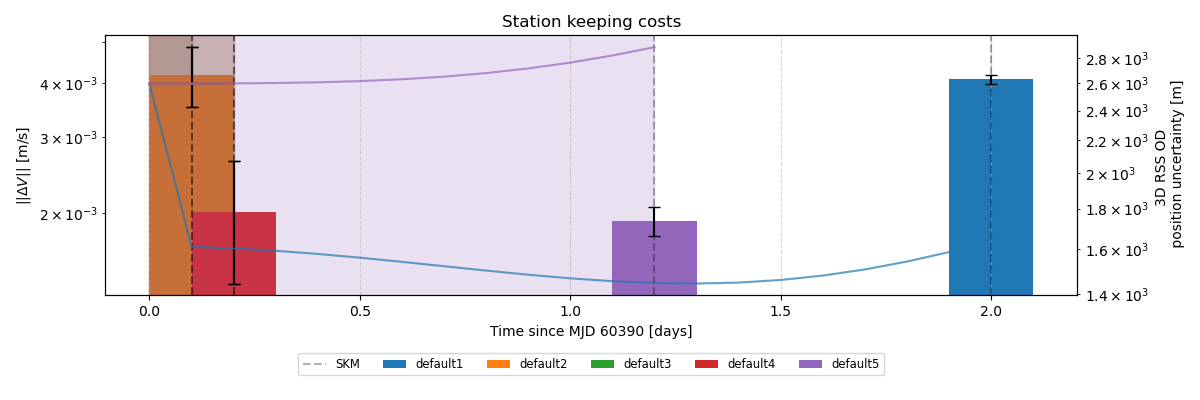 Station keeping costs
4 × 10⁻³
3 × 10⁻³
2 × 10⁻³
||ΔV|| [m/s]
2.8 × 10³
2.6 × 10³
2.4 × 10³
2.2 × 10³
2 × 10³
1.8 × 10³
1.6 × 10³
1.4 × 10³
3D RSS OD
position uncertainty [m]
0.0 0.5 1.0 1.5 2.0
Time since MJD 60390 [days]
SKM default1 default2 default3 default4 default5